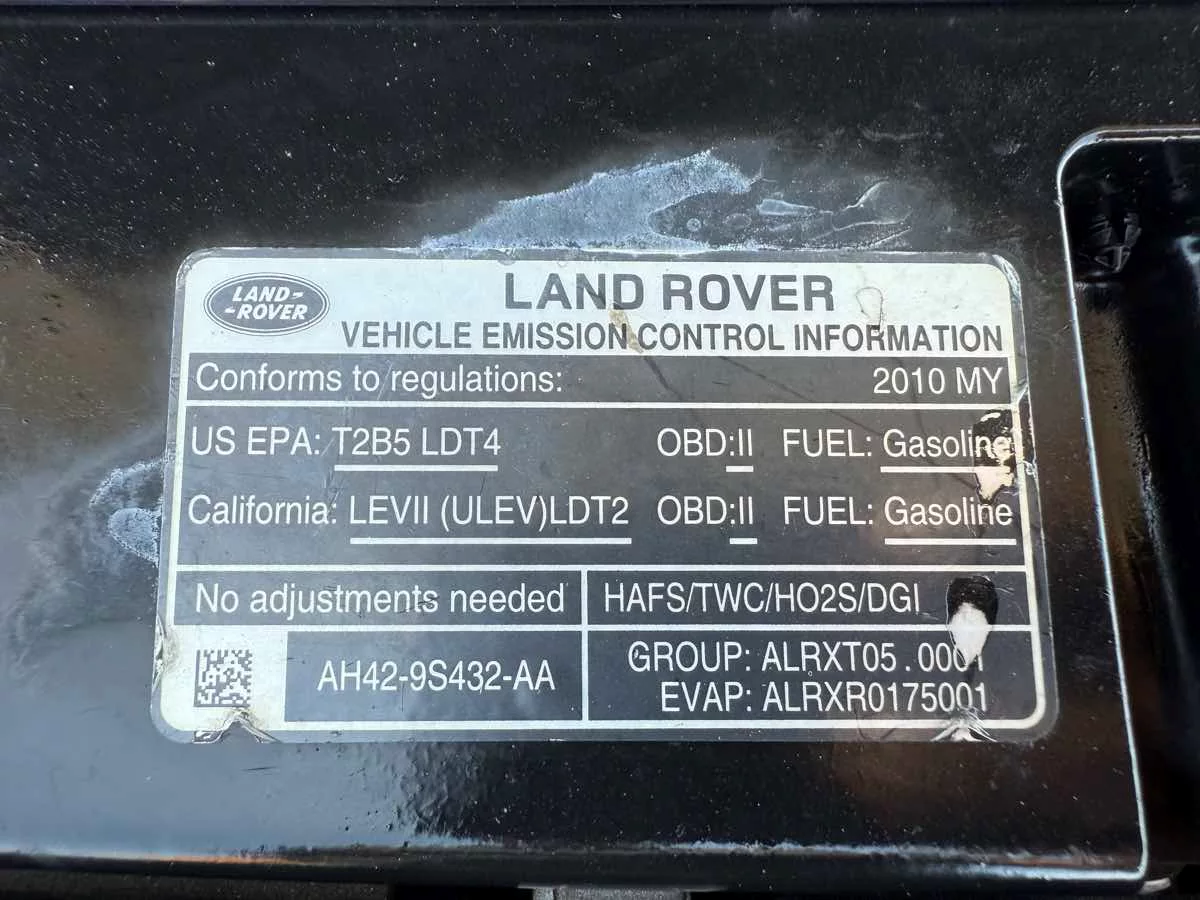 LAND-
-ROVER
LAND ROVER
VEHICLE EMISSION CONTROL INFORMATION
Conforms to regulations: 2010 MY
US EPA: T2B5 LDT4 OBD:II FUEL: Gasoline
California: LEVII (ULEV)LDT2 OBD:II FUEL: Gasoline
No adjustments needed HAFS/TWC/HO2S/DGI
AH42-9S432-AA
GROUP: ALRXT05.0001
EVAP: ALRXR0175001